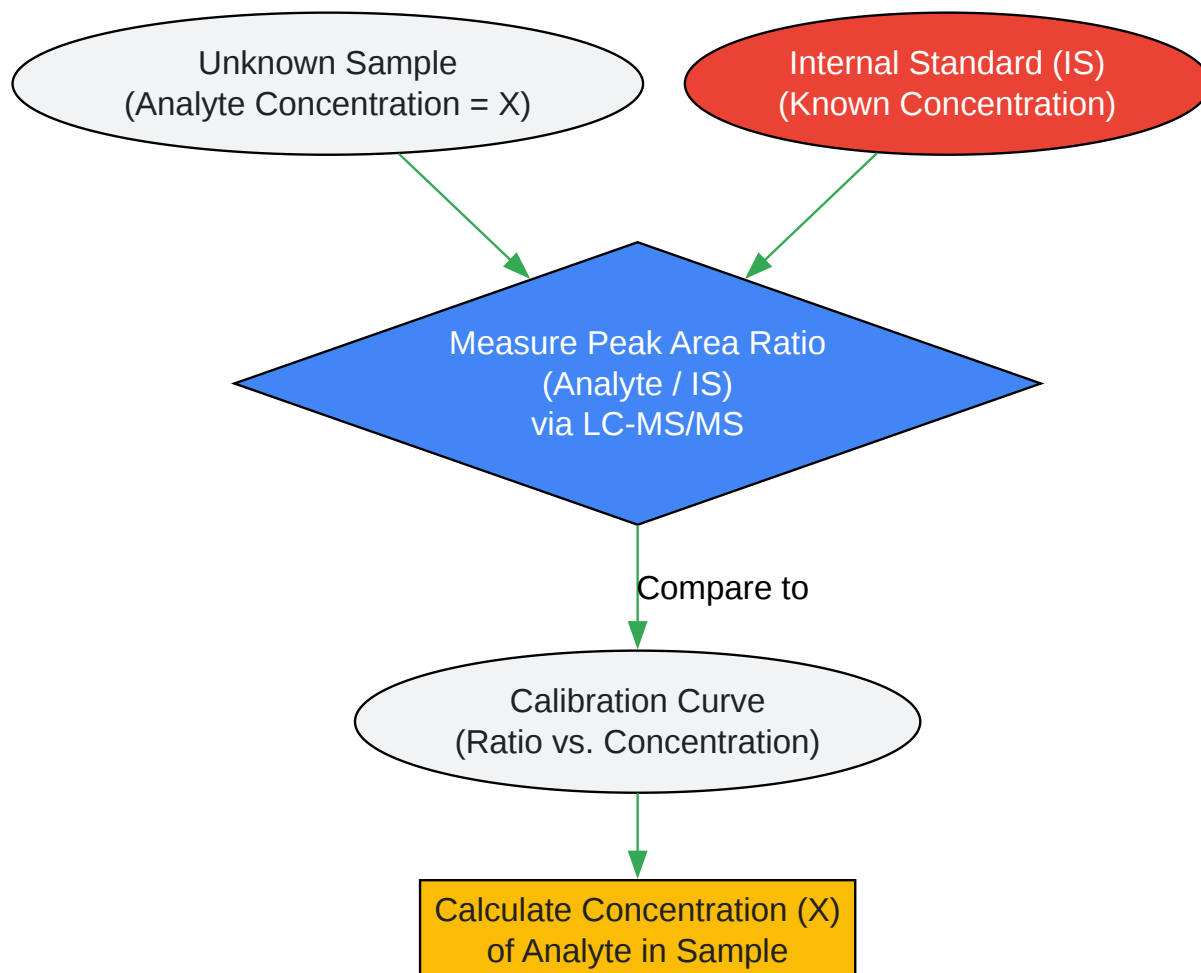 Unknown Sample
(Analyte Concentration = X)
Internal Standard (IS)
(Known Concentration)
Measure Peak Area Ratio
(Analyte / IS)
via LC-MS/MS
Compare to
Calibration Curve
(Ratio vs. Concentration)
Calculate Concentration (X)
of Analyte in Sample